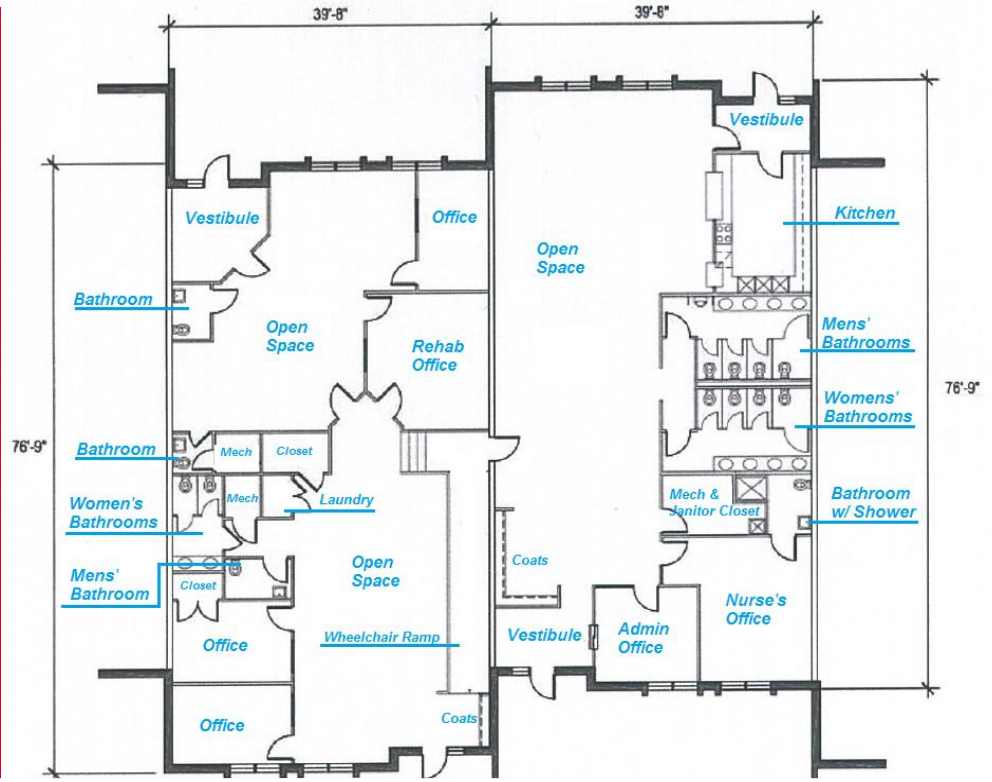 39'-8"
39'-8"
Vestibule
Vestibule
Office
Kitchen
Open
Space
Bathroom
Open
Space
Rehab
Office
Mens'
Bathrooms
76'-9"
Womens'
Bathrooms
76'-9"
Bathroom
Mech
Closet
Women's
Bathrooms
Mech
Laundry
Mech &
Janitor Closet
Bathroom
w/ Shower
Mens'
Bathroom
Closet
Open
Space
Coats
Nurse's
Office
Office
Wheelchair Ramp
Vestibule
Admin
Office
Office
Coats